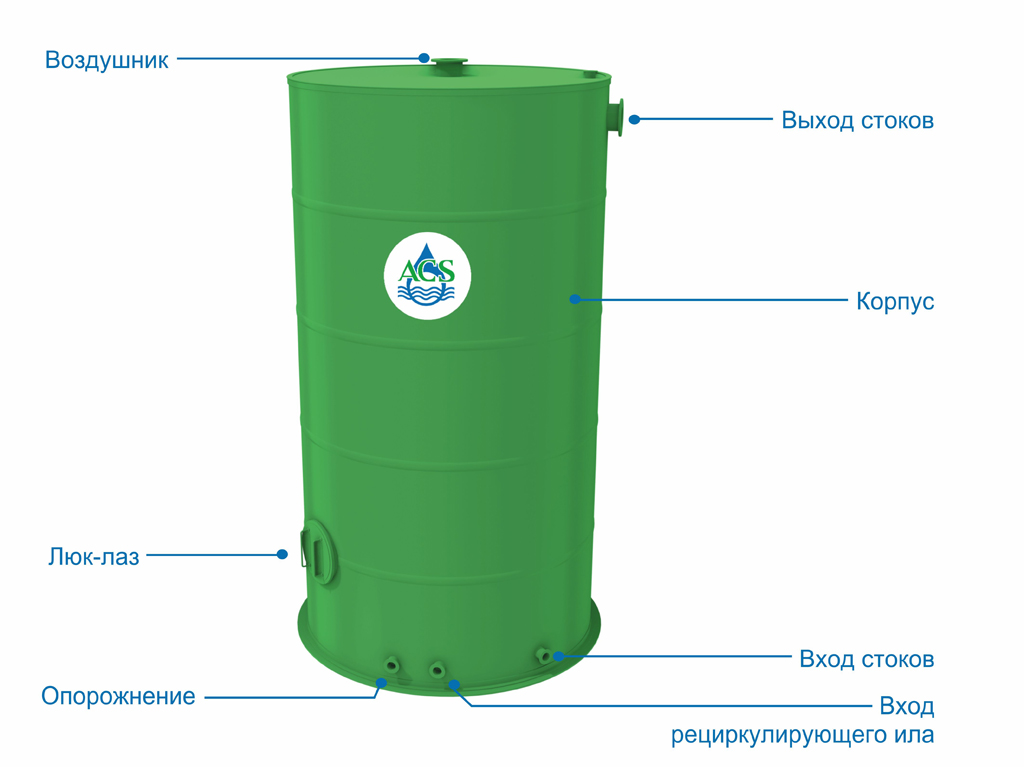 Воздушник
Выход стоков
ACS
Корпус
Люк-лаз
Вход стоков
Опорожнение
Вход
рециркулирующего ила